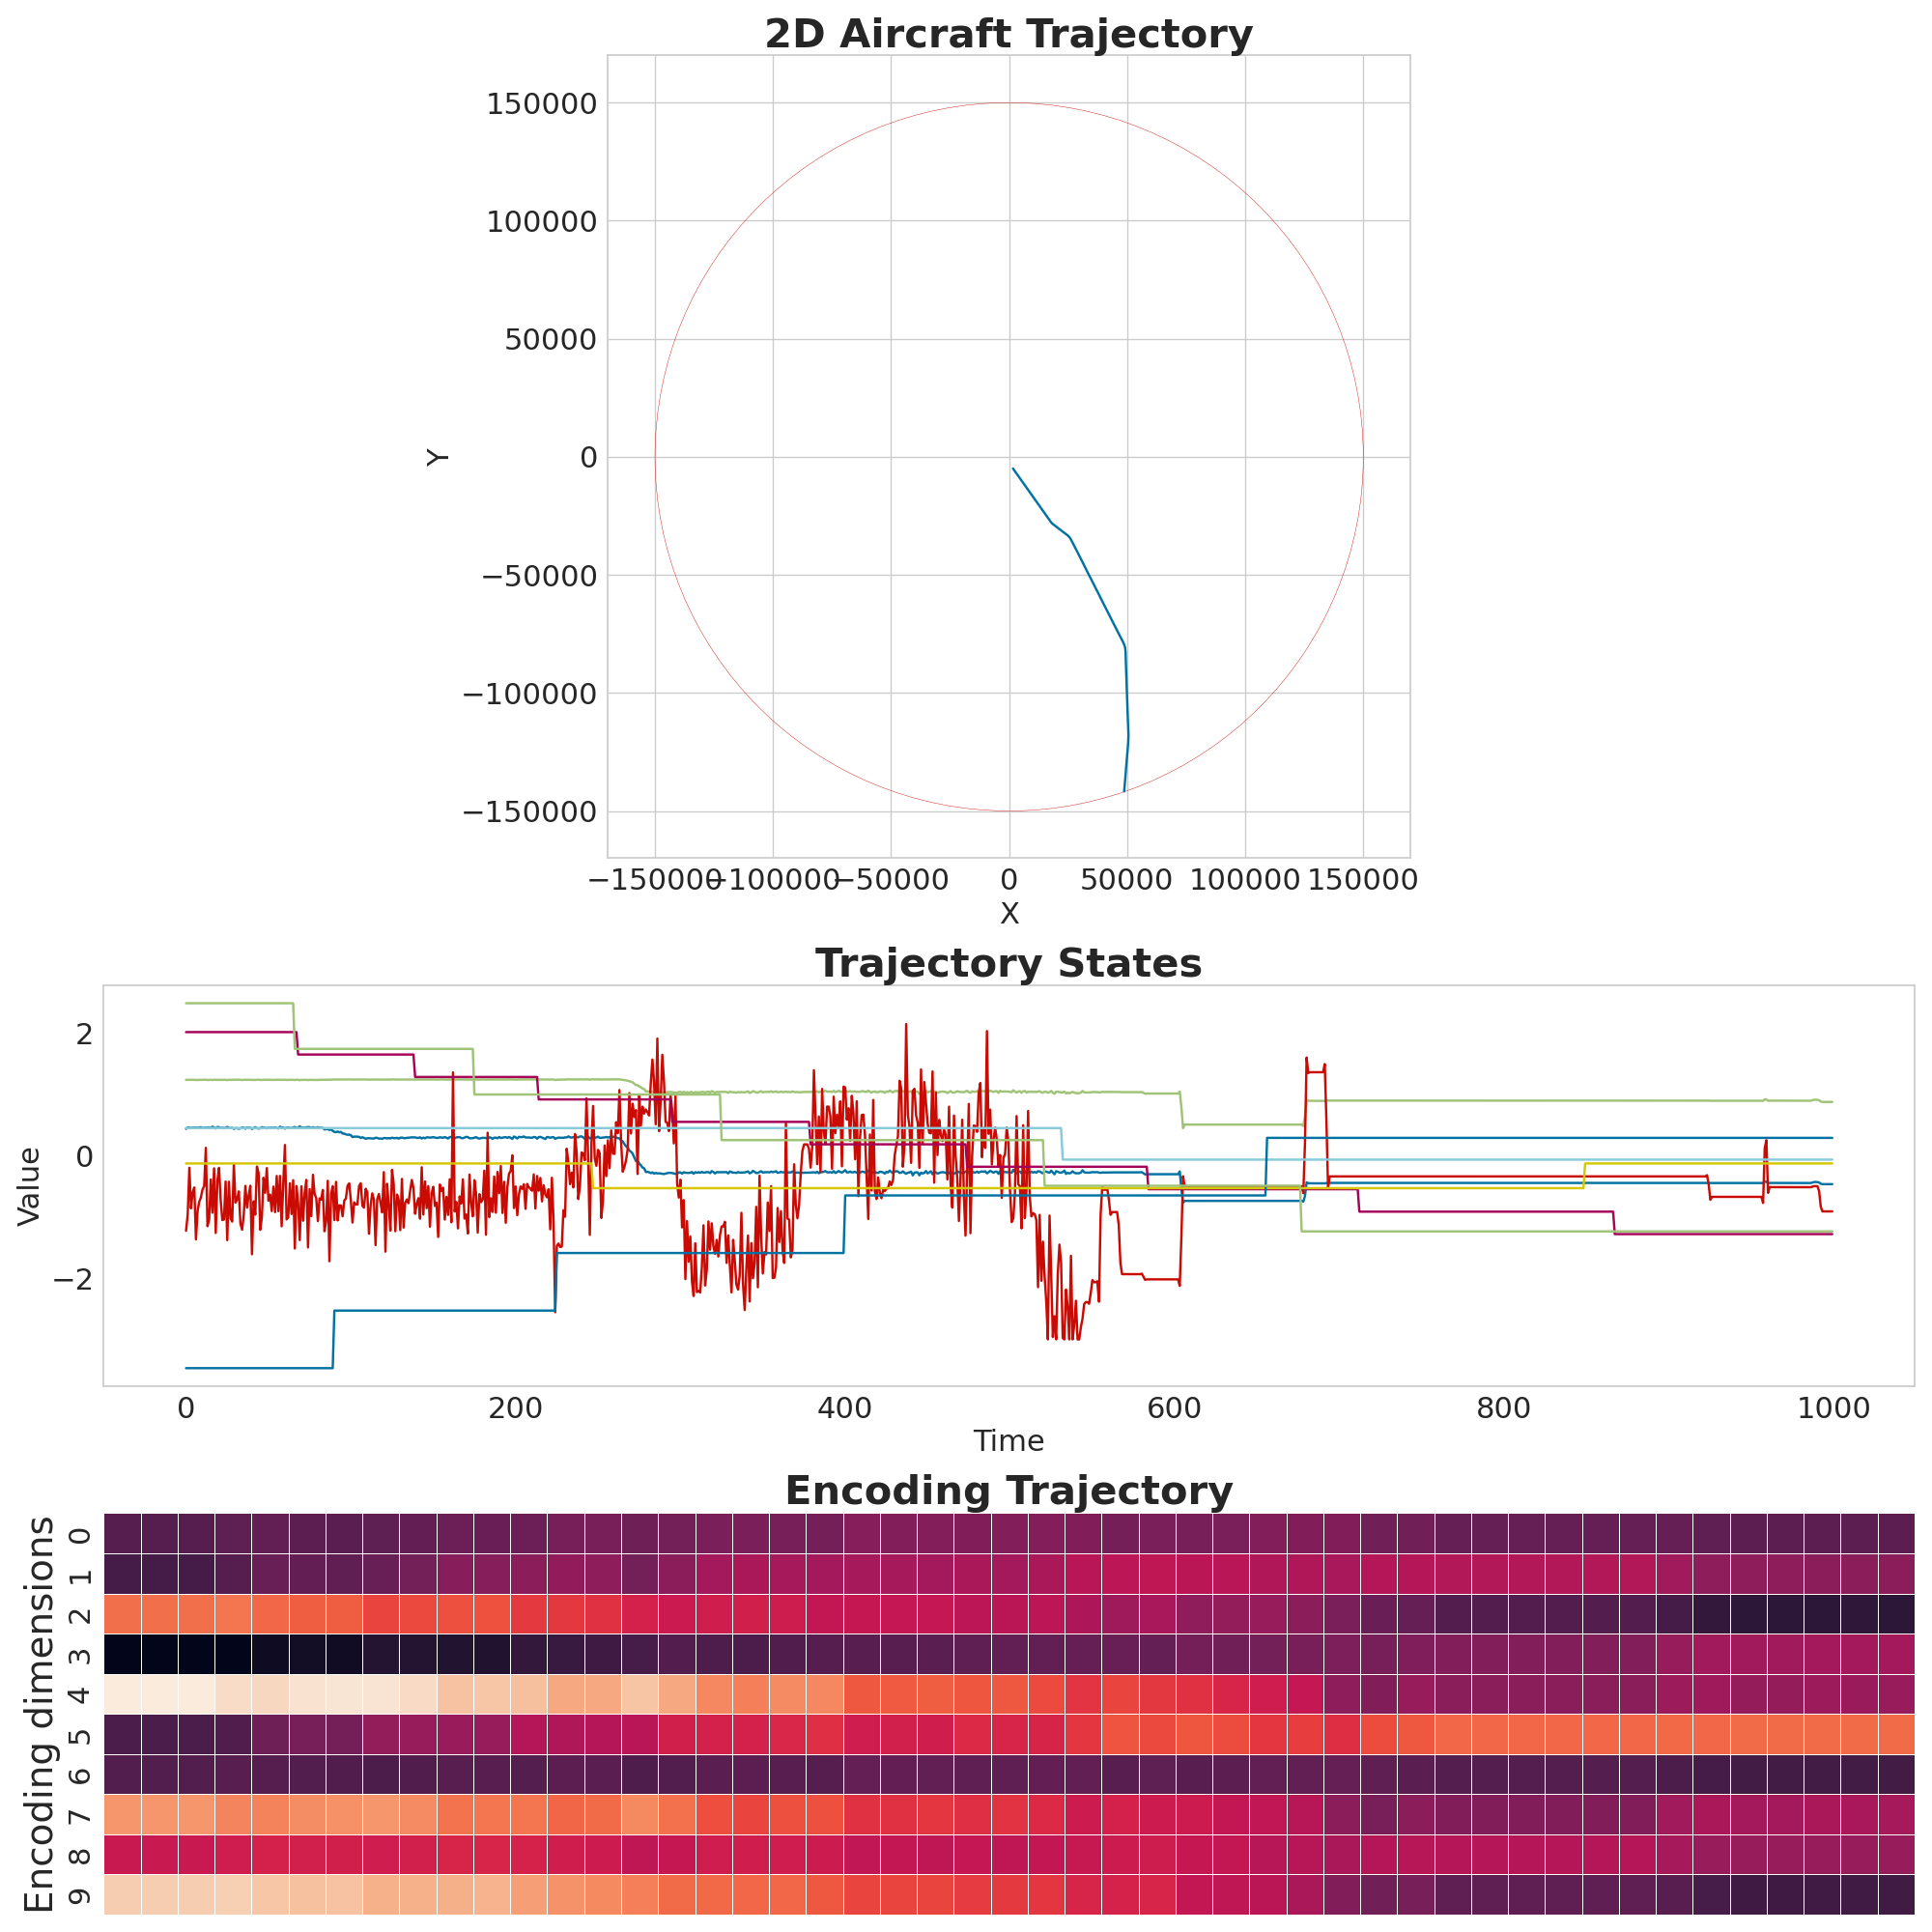 2D Aircraft Trajectory
150000
100000
50000
0
−50000
−100000
−150000
Y
−150000 −100000 −50000 0 50000 100000 150000
X
Trajectory States
2
0
−2
Value
0 200 400 600 800 1000
Time
Encoding Trajectory
0
1
2
3
4
5
6
7
8
9
Encoding dimensions